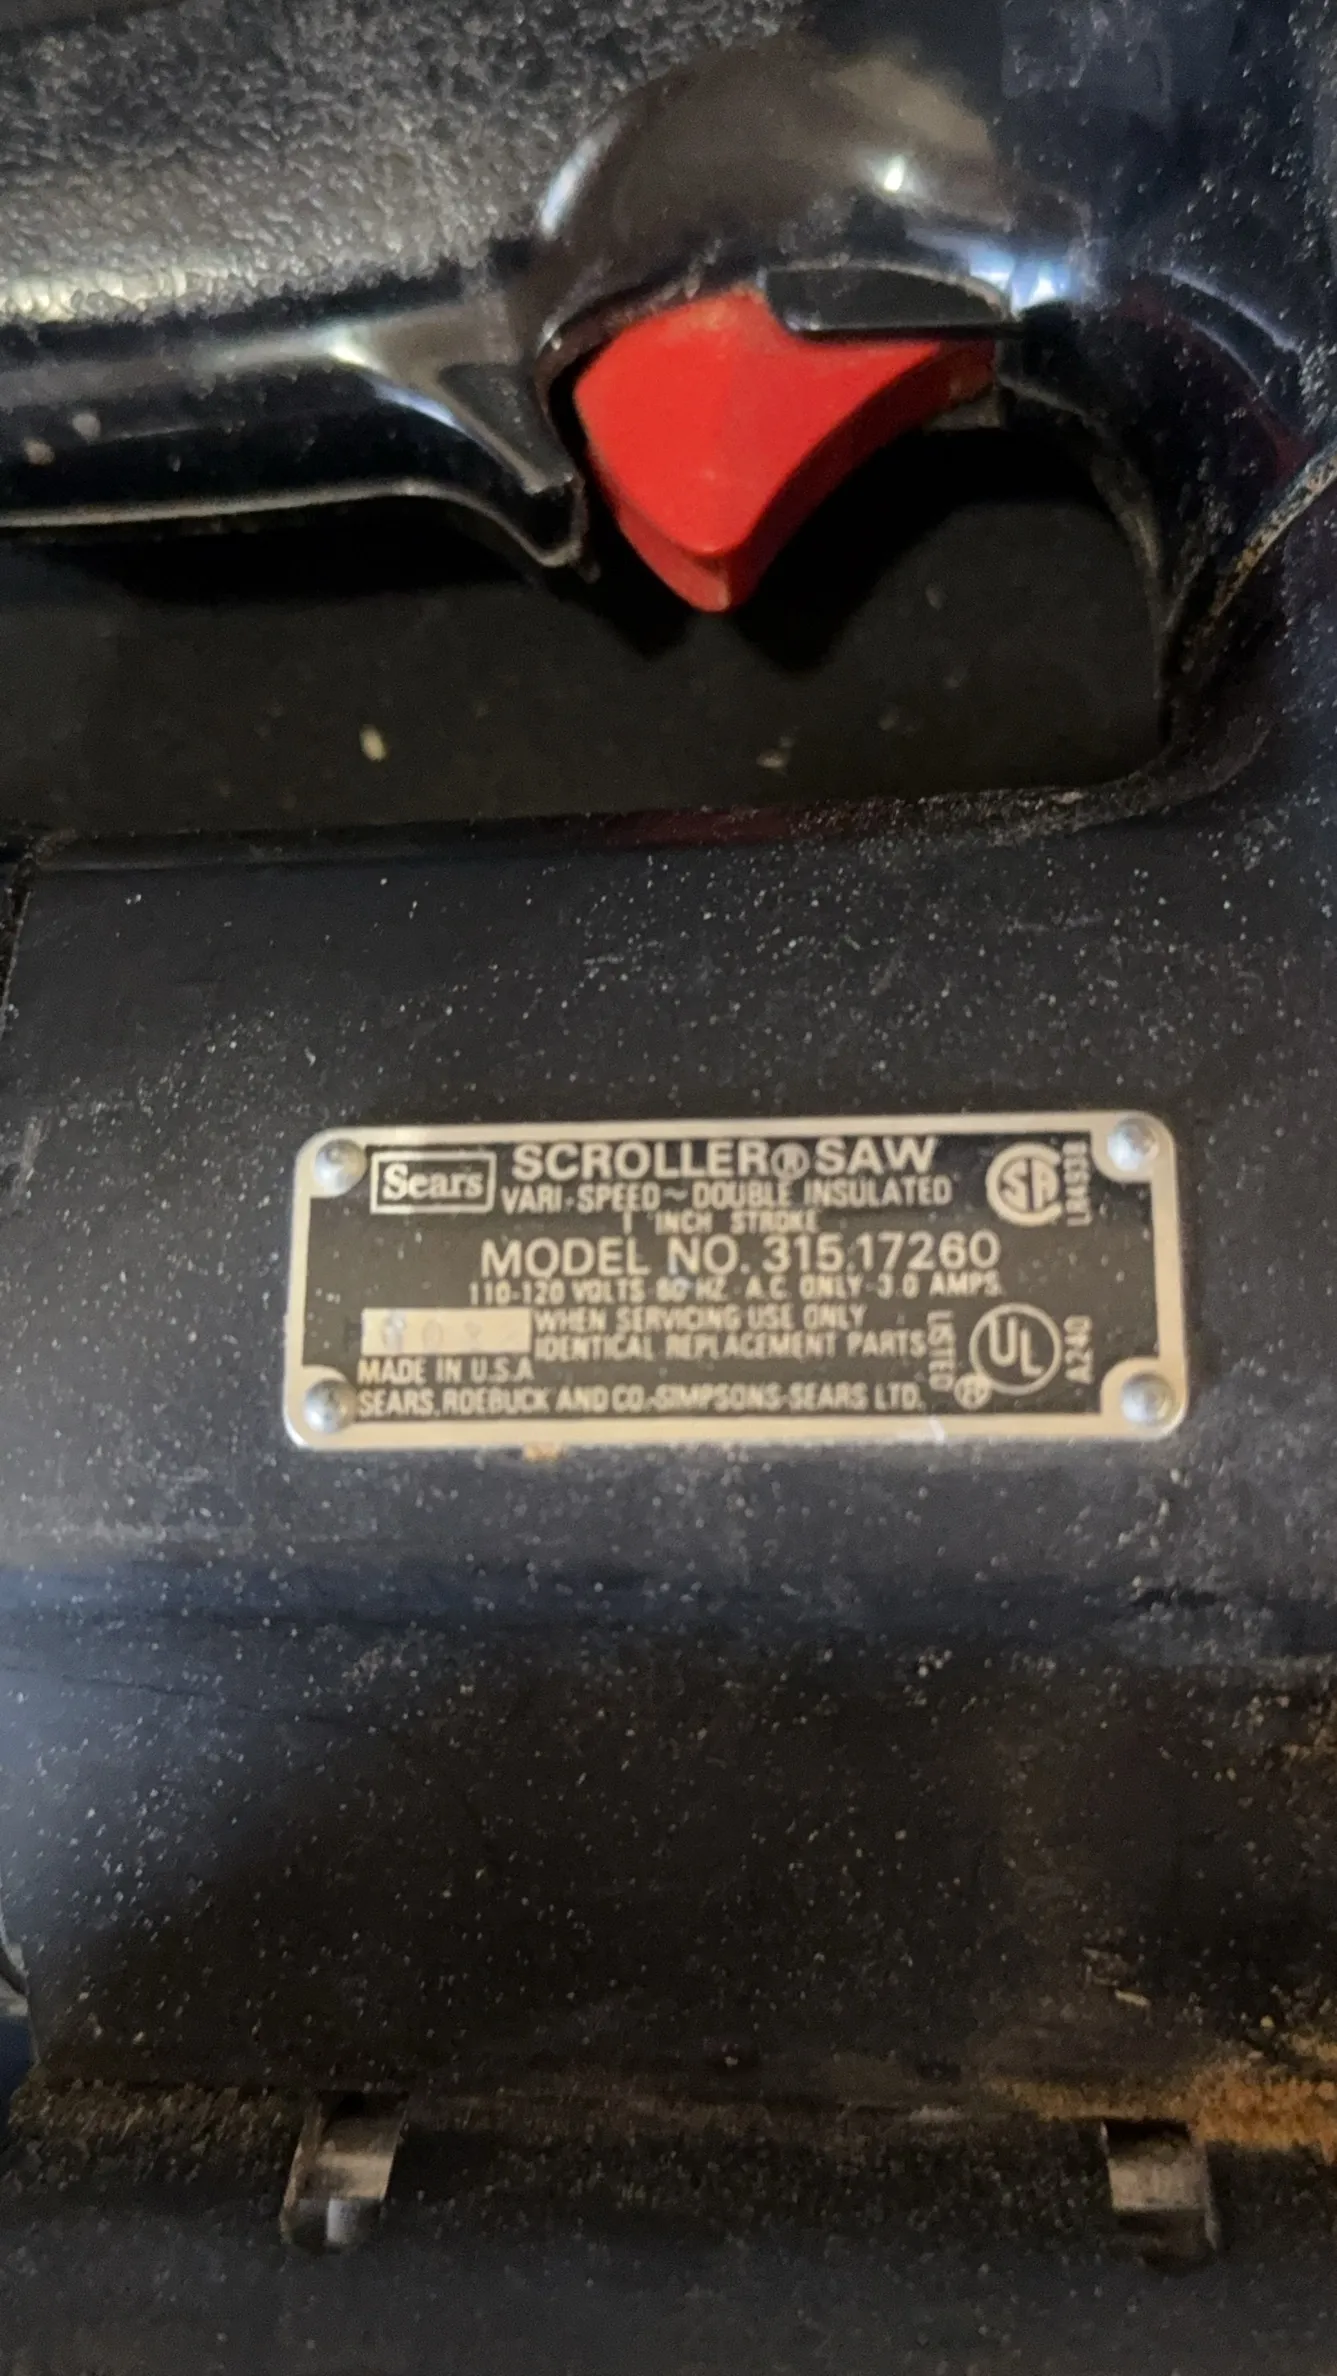 Sears SCROLLER® SAW
VARI-SPEED~DOUBLE INSULATED
1 INCH STROKE
MODEL NO. 315.17260
110-120 VOLTS 60 HZ A.C. ONLY 3.0 AMPS.
WHEN SERVICING USE ONLY
IDENTICAL REPLACEMENT PARTS
MADE IN U.S.A
SEARS, ROEBUCK AND CO.-SIMPSONS-SEARS LTD.
SA
LR4938
LISTED
UL
A240